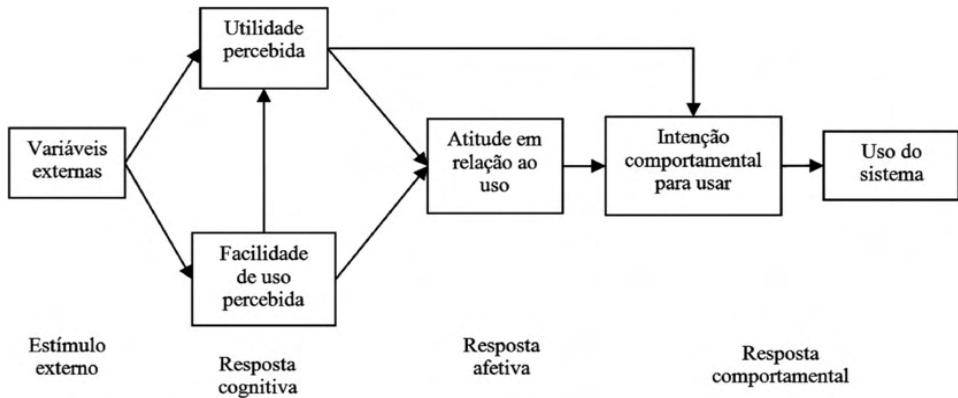 Utilidade
percebida
Variáveis
externas
Atitude em
relação ao
uso
Intenção
comportamental
para usar
Uso do
sistema
Facilidade
de uso
percebida
Estímulo
externo
Resposta
cognitiva
Resposta
afetiva
Resposta
comportamental